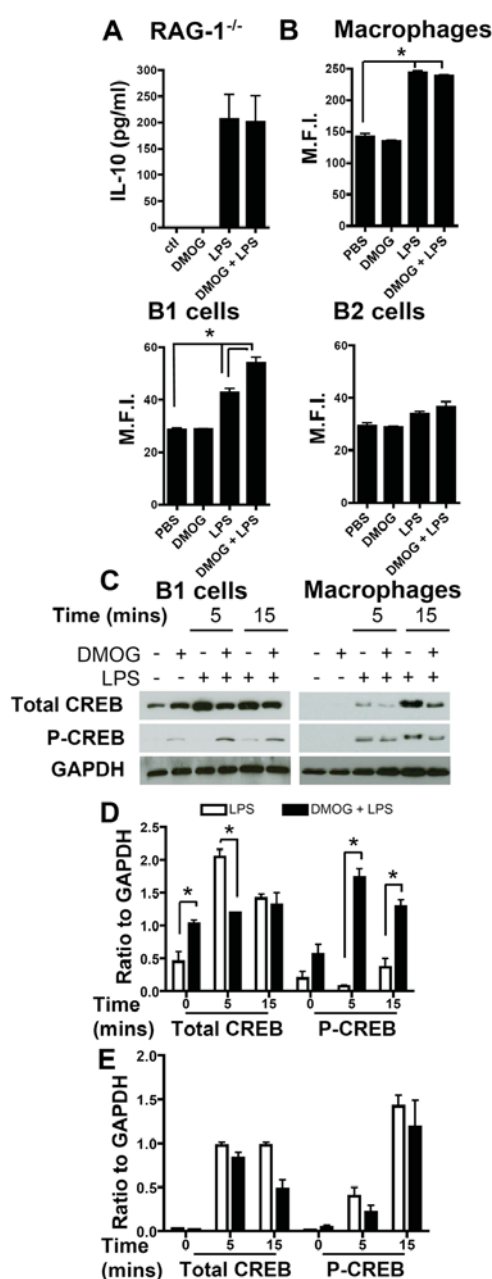 A RAG-1-/- B Macrophages
*
IL-10 (pg/ml)
300
250
200
150
100
50
0
ctl
DMOG
LPS
DMOG + LPS
M.F.I.
250
200
150
100
50
0
PBS
DMOG
LPS
DMOG + LPS
B1 cells
*
M.F.I.
60
40
20
0
PBS
DMOG
LPS
DMOG + LPS
B2 cells
M.F.I.
60
40
20
0
PBS
DMOG
LPS
DMOG + LPS
C B1 cells Macrophages
Time (mins) 5 15 5 15
DMOG - + - + - + - + - + - +
LPS - - + + + + - - + + + +
Total CREB
P-CREB
GAPDH
D LPS DMOG + LPS
Ratio to GAPDH
2.5
2.0
1.5
1.0
0.5
0.0
* * * *
Time 0 5 15 0 5 15
(mins) Total CREB P-CREB
E
Ratio to GAPDH
2.0
1.5
1.0
0.5
0.0
Time 0 5 15 0 5 15
(mins) Total CREB P-CREB